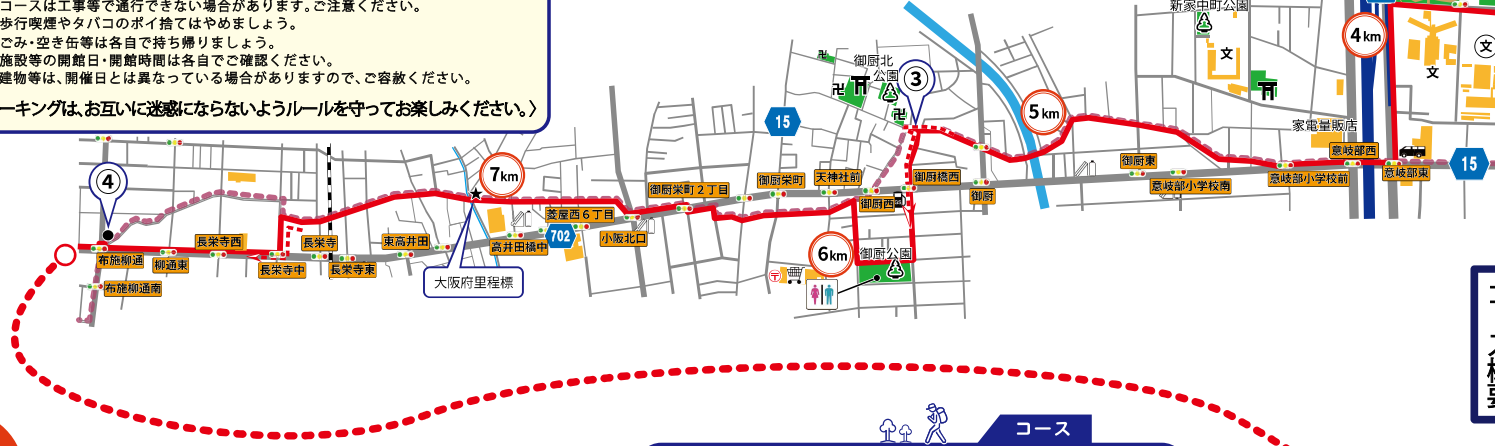 コースは工事等で通行できない場合があります。ご注意ください。
歩行喫煙やタバコのポイ捨てはやめましょう。
ごみ・空き缶等は各自で持ち帰りましょう。
施設等の開館日・開館時間は各自でご確認ください。
建物等は、開催日とは異なっている場合がありますので、ご容赦ください。
ーキングは、お互いに迷惑にならないようルールを守ってお楽しみください。〉
新家中町公園
4km
文
文
文
御厨北
公園
3
5km
15
家電量販店
意岐部西
15
意岐部東
意岐部小学校前
意岐部小学校南
御厨東
御厨
御厨橋西
御厨西
天神社前
御厨栄町
御厨栄町2丁目
7km
4
菱屋西6丁目
小阪北口
702
高井田橋中
東高井田
長栄寺
長栄寺東
長栄寺中
長栄寺西
柳通東
布施柳通
布施柳通南
大阪府里程標
6km
御厨公園
コース